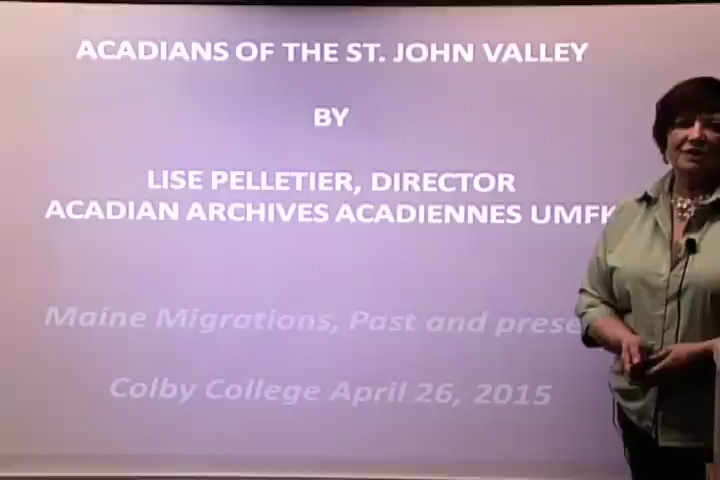 ACADIANS OF THE ST. JOHN VALLEY
BY
LISE PELLETIER, DIRECTOR
ACADIAN ARCHIVES ACADIENNES UMFK
Maine Migrations, Past and
Colby College April 26, 2015